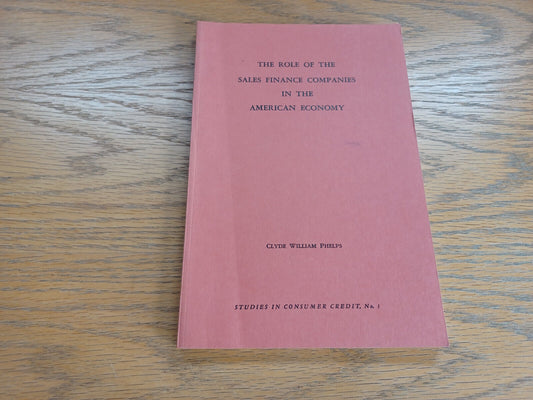 THE ROLE OF THE
SALES FINANCE COMPANIES
IN THE
AMERICAN ECONOMY
CLYDE WILLIAM PHELPS
STUDIES IN CONSUMER CREDIT, No.